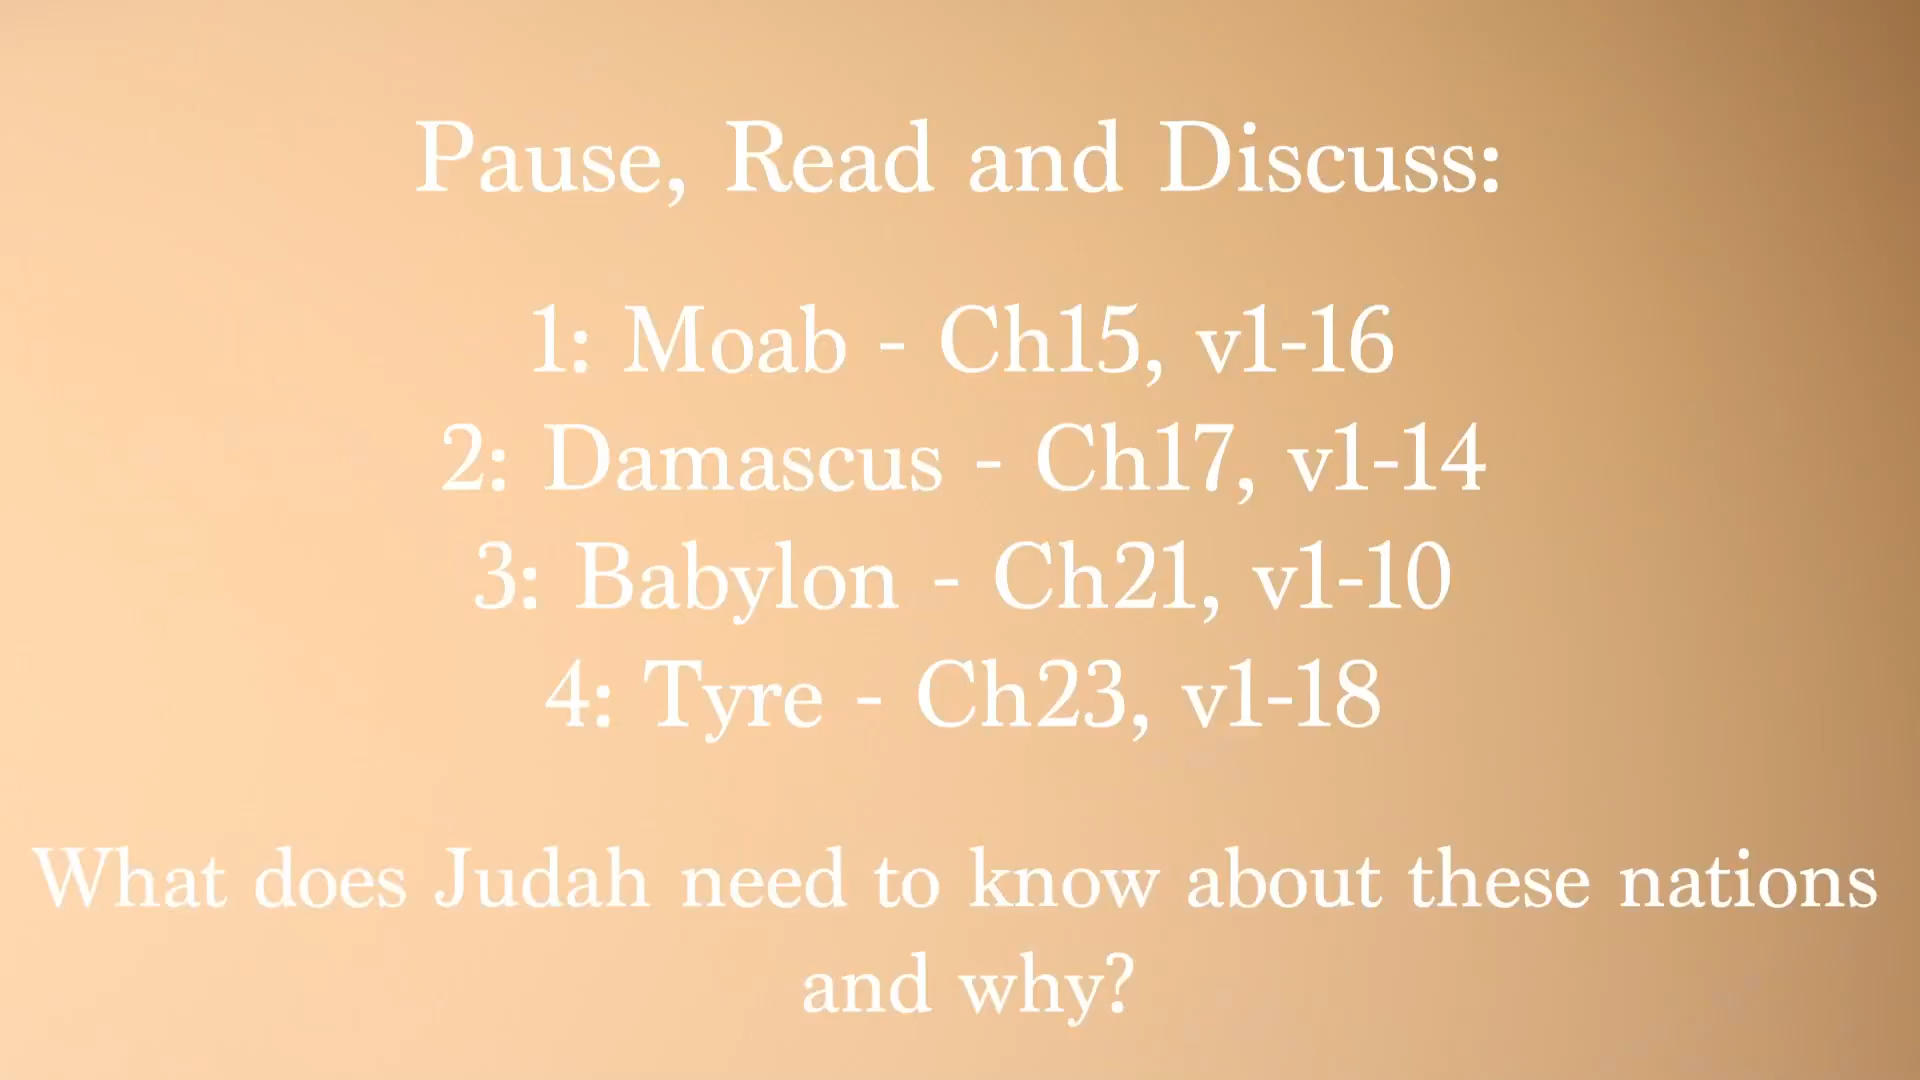 Pause, Read and Discuss:
1: Moab - Ch15, v1-16
2: Damascus - Ch17, v1-14
3: Babylon - Ch21, v1-10
4: Tyre - Ch23, v1-18
What does Judah need to know about these nations
and why?